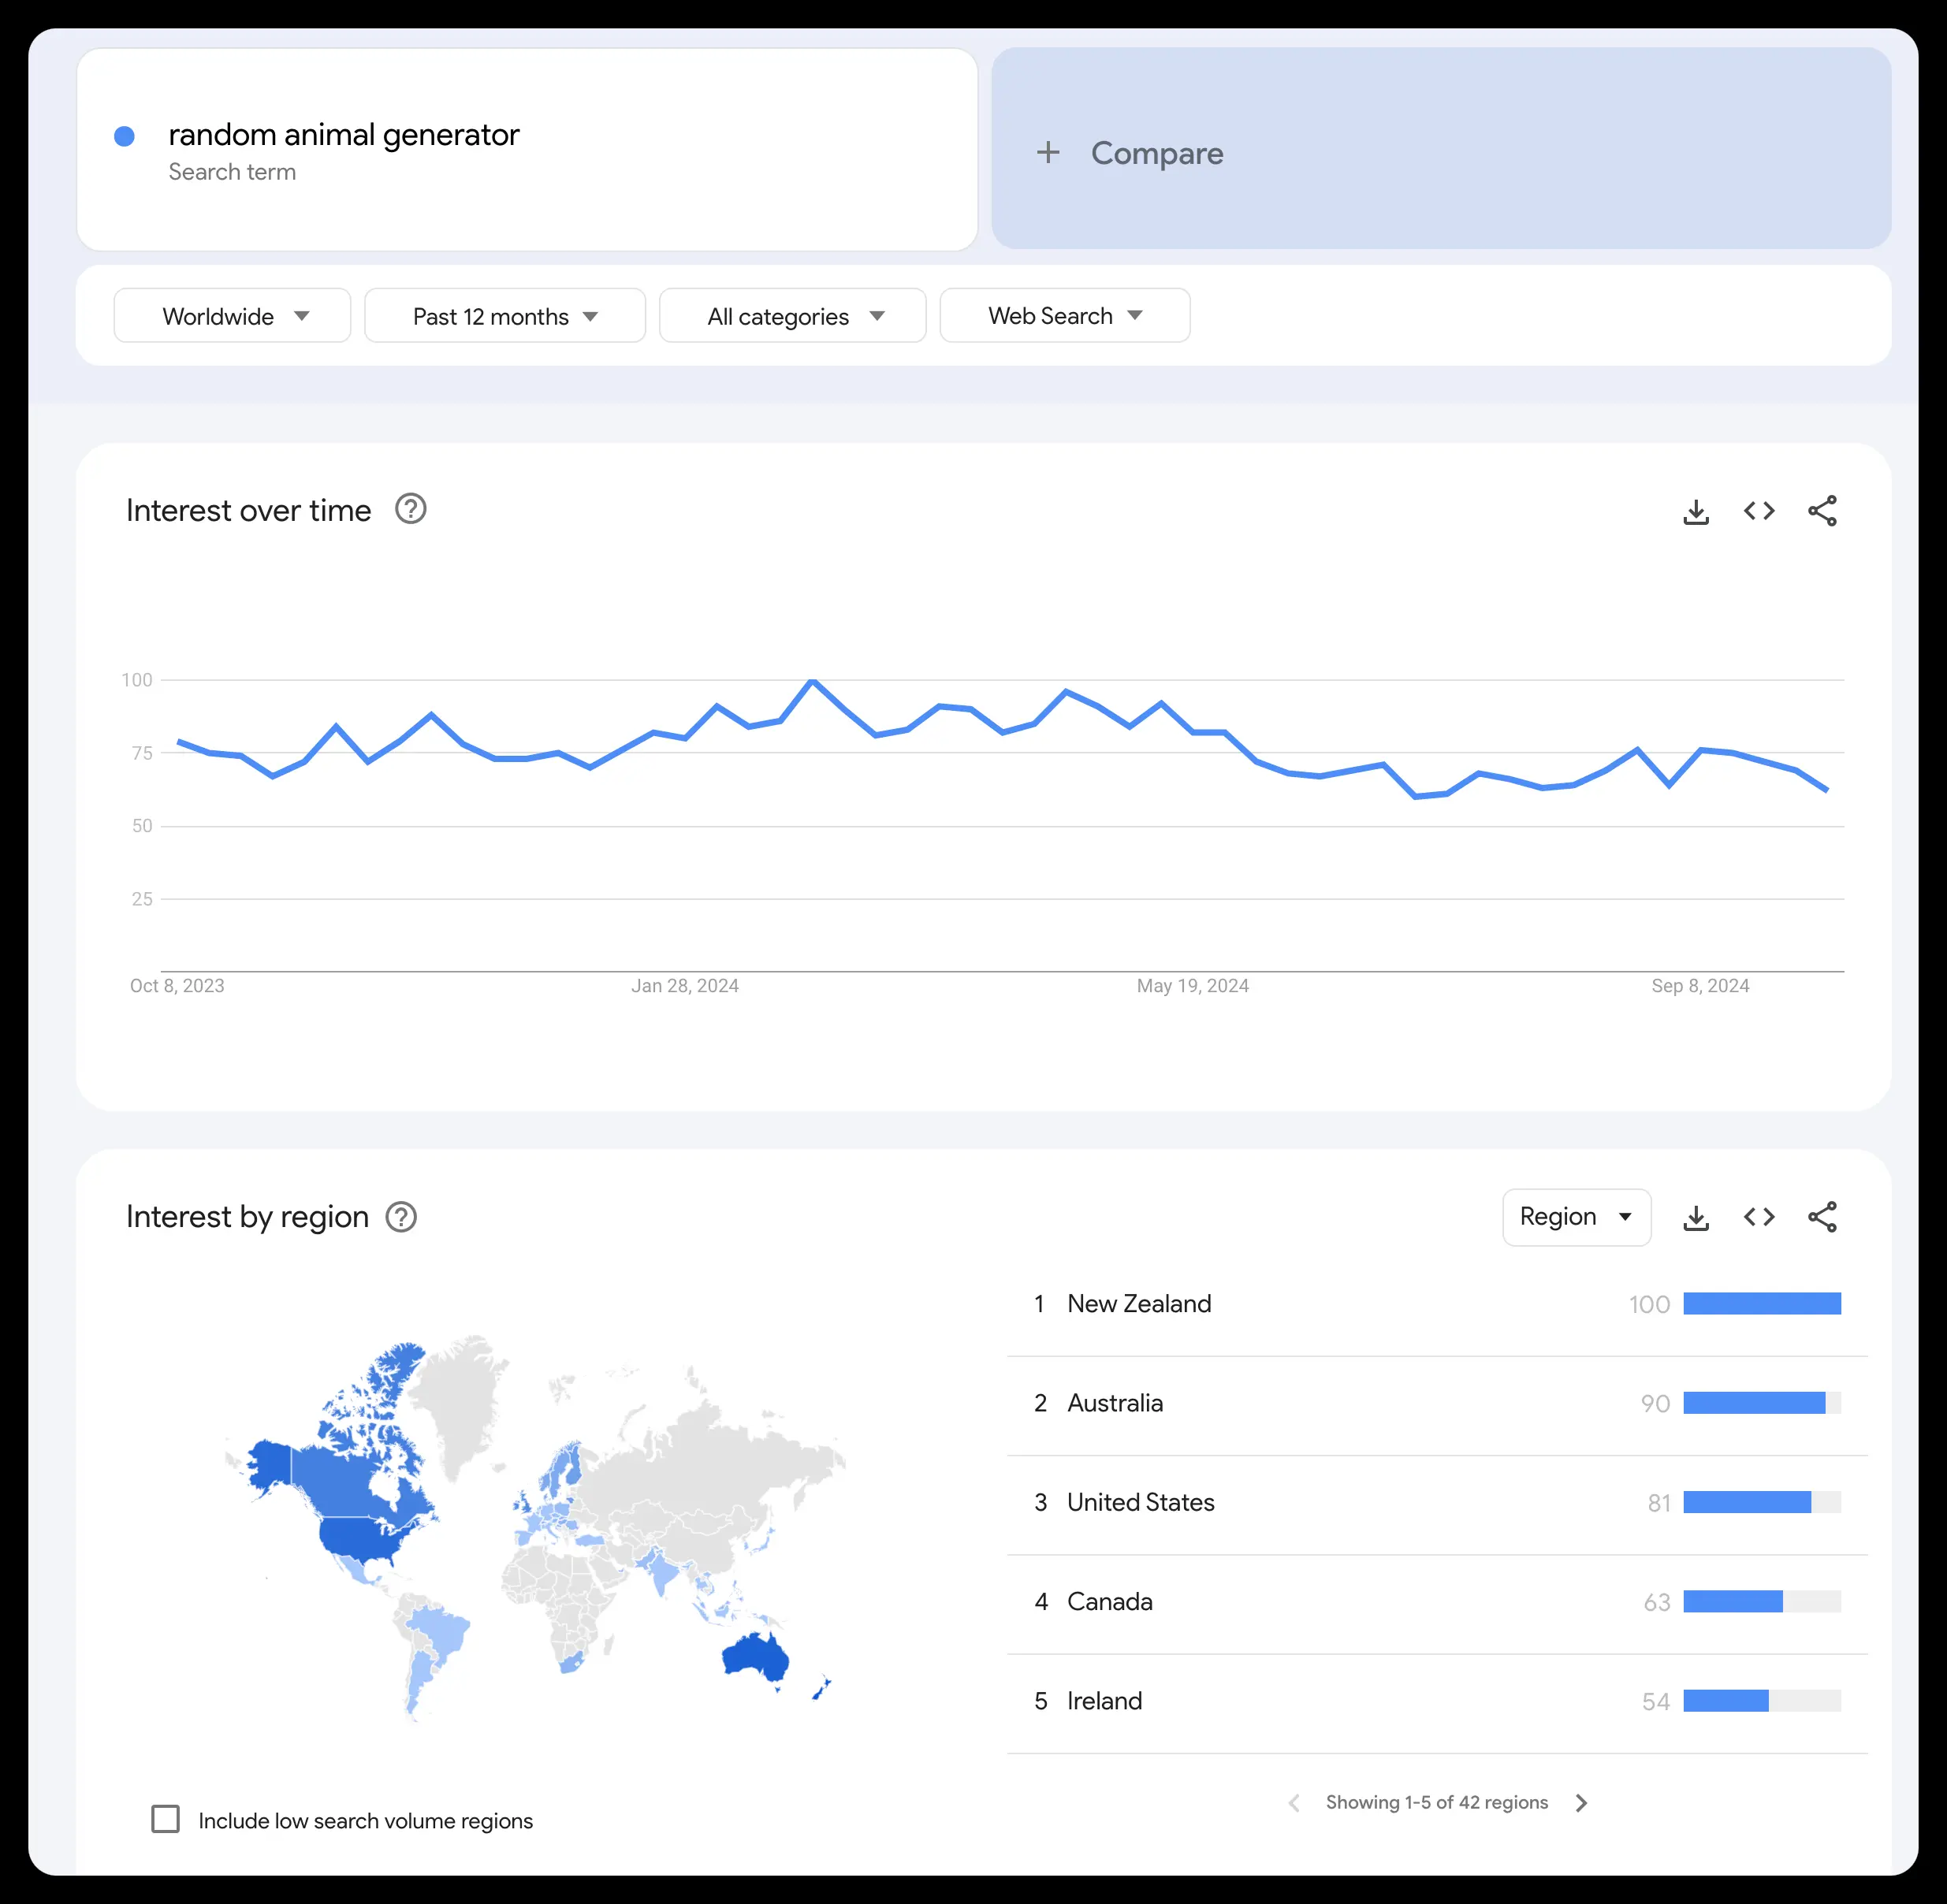 random animal generator
Search term
+ Compare
Worldwide
Past 12 months
All categories
Web Search
Interest over time
?
100
75
50
25
Oct 8, 2023
Jan 28, 2024
May 19, 2024
Sep 8, 2024
Interest by region
?
Region
1 New Zealand 100
2 Australia 90
3 United States 81
4 Canada 63
5 Ireland 54
Include low search volume regions
Showing 1-5 of 42 regions